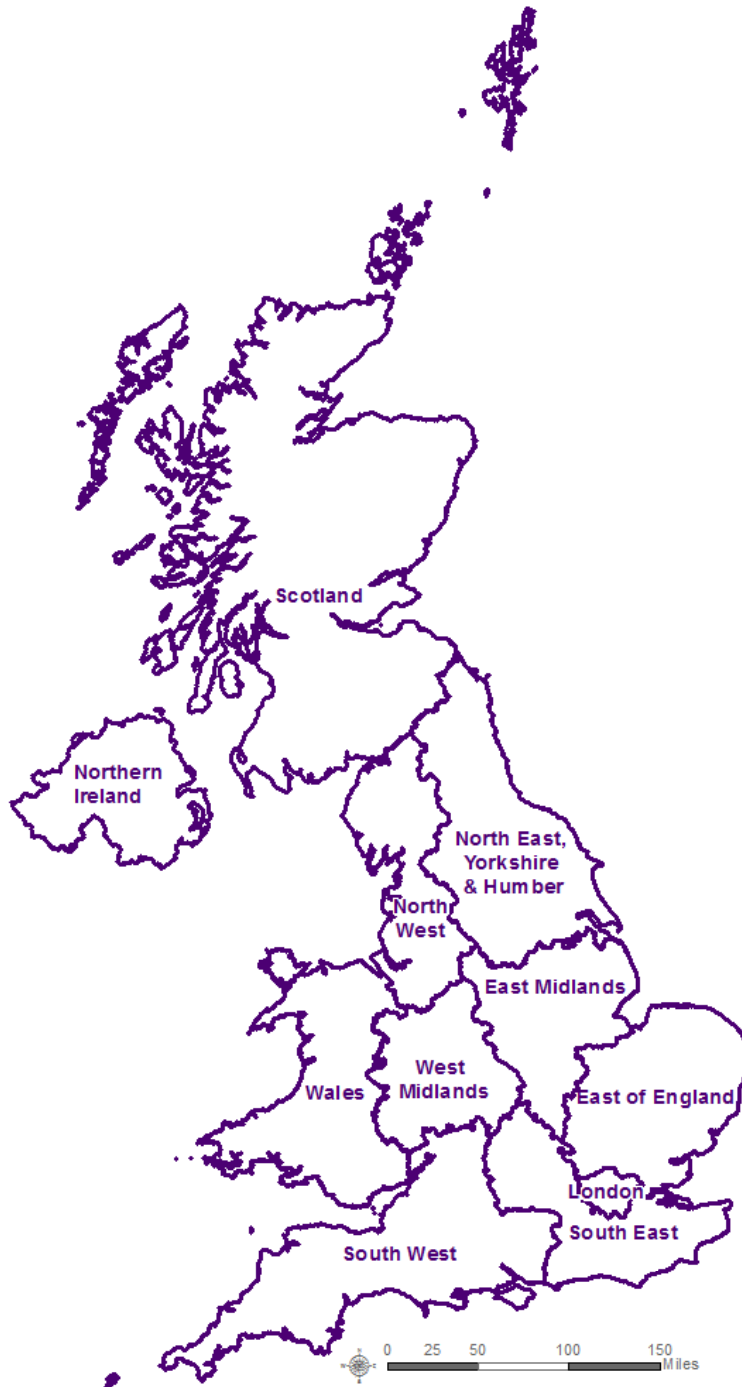 Scotland
Northern
Ireland
North East,
Yorkshire
& Humber
North
West
East Midlands
West
Midlands
Wales
East of England
London
South East
South West
0 25 50 100 150
Miles